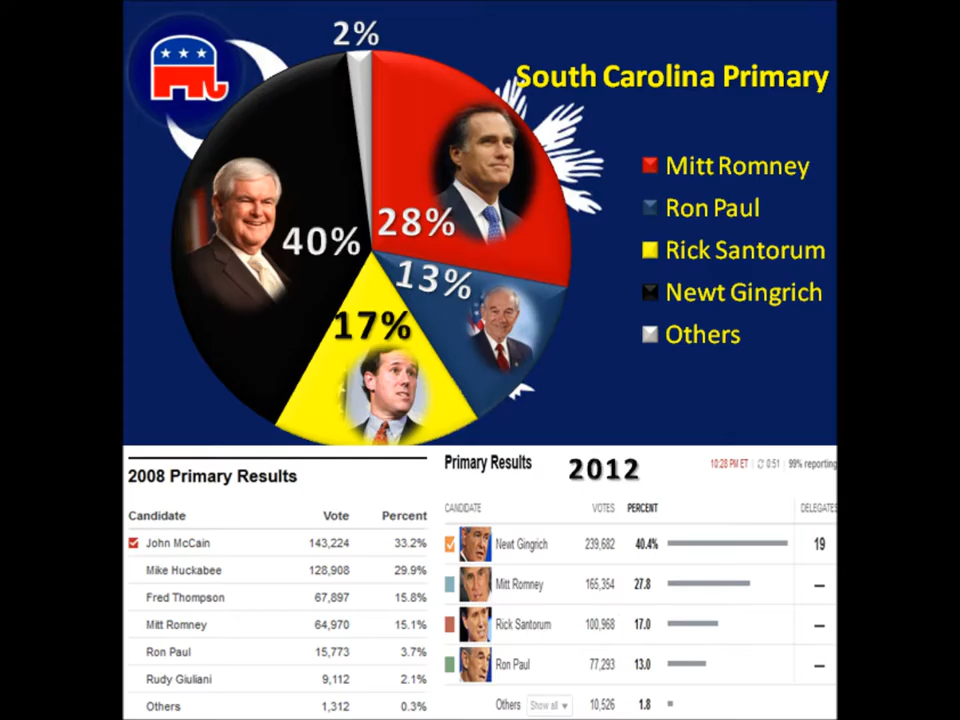 2%
South Carolina Primary
Mitt Romney
Ron Paul
Rick Santorum
Newt Gingrich
Others
28%
40%
13%
17%
2008 Primary Results
Candidate Vote Percent
John McCain 143,224 33.2%
Mike Huckabee 128,908 29.9%
Fred Thompson 67,897 15.8%
Mitt Romney 64,970 15.1%
Ron Paul 15,773 3.7%
Rudy Giuliani 9,112 2.1%
Others 1,312 0.3%
Primary Results 2012 10:28 PM ET 0:51 99% reporting
CANDIDATE VOTES PERCENT DELEGATES
Newt Gingrich 239,682 40.4% 19
Mitt Romney 165,354 27.8 —
Rick Santorum 100,968 17.0 —
Ron Paul 77,293 13.0 —
Others Show all 10,526 1.8